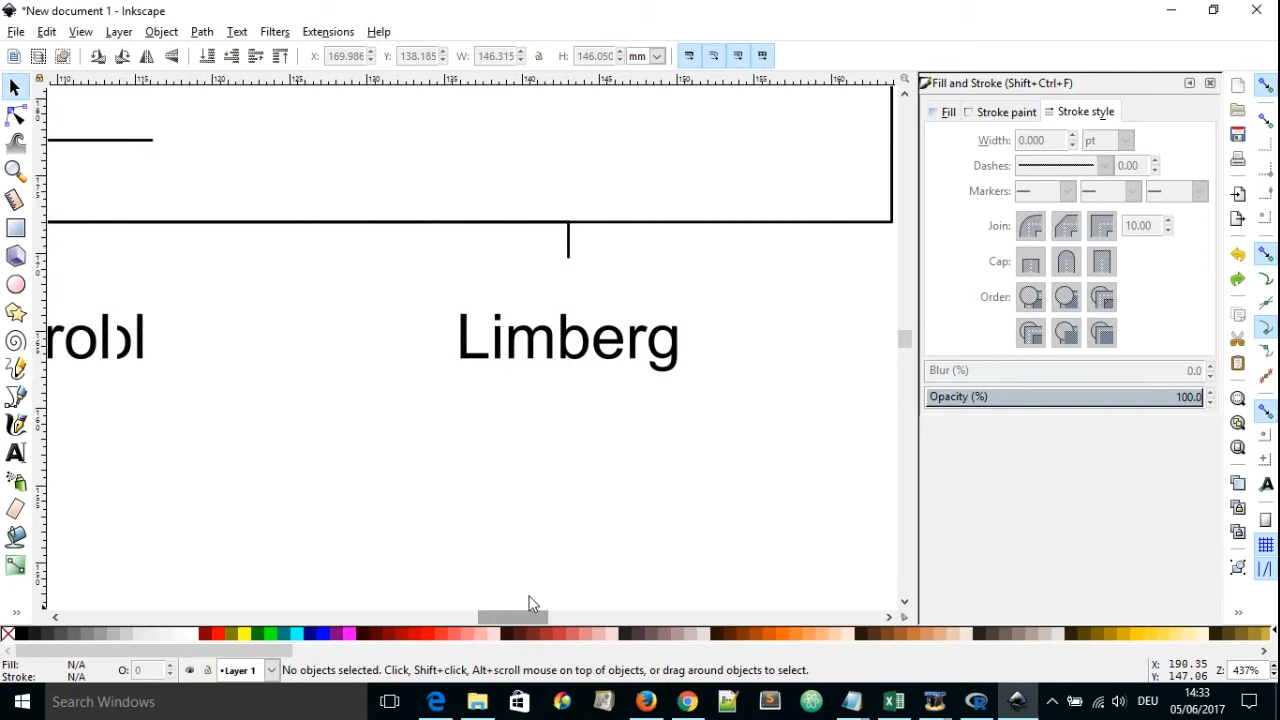 *New document 1 - Inkscape
File Edit View Layer Object Path Text Filters Extensions Help
X: 169.986 Y: 138.185 W: 146.315 H: 146.050 mm
Fill and Stroke (Shift+Ctrl+F)
Fill Stroke paint Stroke style
Width: 0.000 pt
Dashes: 0.00
Markers:
Join: 10.00
Cap:
Order:
Blur (%) 0.0
Opacity (%) 100.0
Limberg
Fill: N/A
Stroke: N/A
O: 0
Layer 1
No objects selected. Click, Shift+click, Alt+scroll mouse on top of objects, or drag around objects to select.
X: 190.35
Y: 147.06
Z: 437%
Search Windows
DEU
14:33
05/06/2017